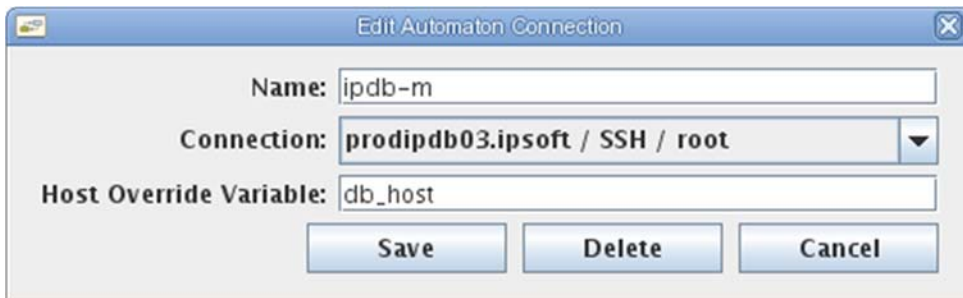 Edit Automaton Connection
Name: ipdb-m
Connection: prodipdb03.ipsoft / SSH / root
Host Override Variable: db_host
Save Delete Cancel